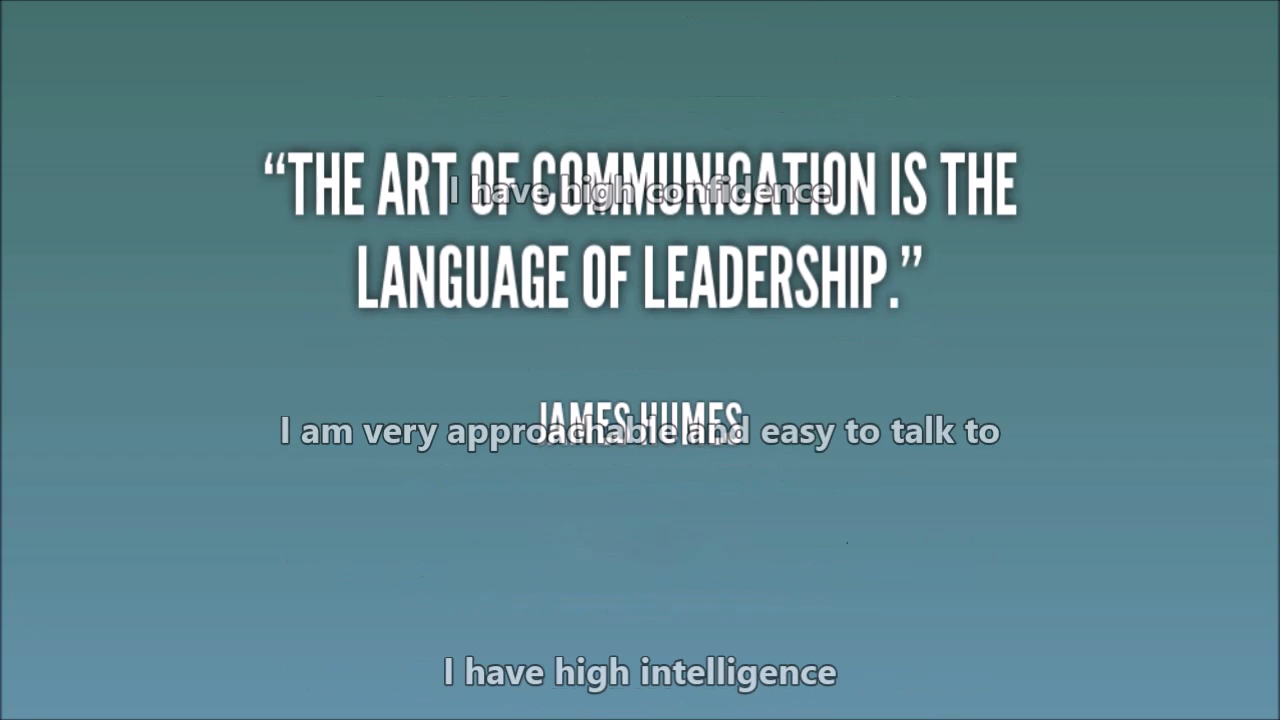 “THE ART OF COMMUNICATION IS THE
I have high confidence
LANGUAGE OF LEADERSHIP.”
JAMES HUMES
I am very approachable and easy to talk to
I have high intelligence